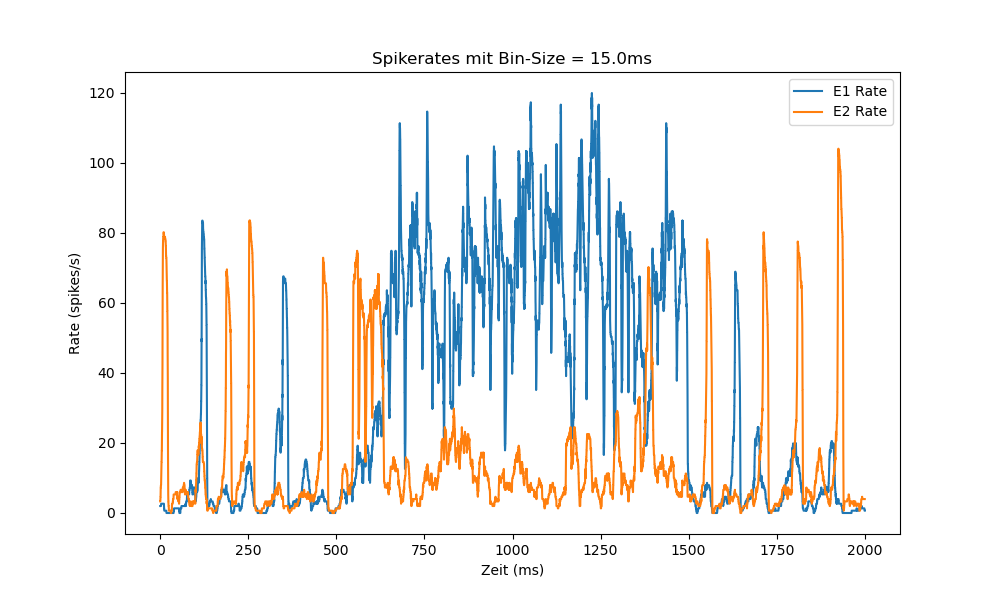 Spikerates mit Bin-Size = 15.0ms
E1 Rate
E2 Rate
Rate (spikes/s)
120
100
80
60
40
20
0
0 250 500 750 1000 1250 1500 1750 2000
Zeit (ms)